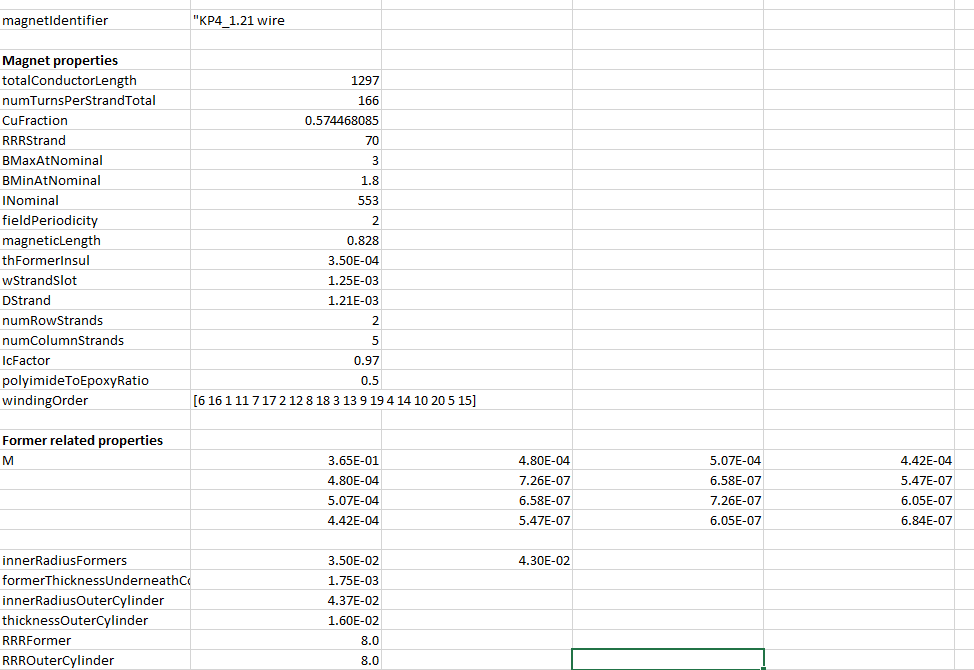 magnetIdentifier "KP4_1.21 wire
Magnet properties
totalConductorLength 1297
numTurnsPerStrandTotal 166
CuFraction 0.574468085
RRRStrand 70
BMaxAtNominal 3
BMinAtNominal 1.8
INominal 553
fieldPeriodicity 2
magneticLength 0.828
thFormerInsul 3.50E-04
wStrandSlot 1.25E-03
DStrand 1.21E-03
numRowStrands 2
numColumnStrands 5
IcFactor 0.97
polyimideToEpoxyRatio 0.5
windingOrder [6 16 1 11 7 17 2 12 8 18 3 13 9 19 4 14 10 20 5 15]
Former related properties
M 3.65E-01 4.80E-04 5.07E-04 4.42E-04
4.80E-04 7.26E-07 6.58E-07 5.47E-07
5.07E-04 6.58E-07 7.26E-07 6.05E-07
4.42E-04 5.47E-07 6.05E-07 6.84E-07
innerRadiusFormers 3.50E-02 4.30E-02
formerThicknessUnderneathCo 1.75E-03
innerRadiusOuterCylinder 4.37E-02
thicknessOuterCylinder 1.60E-02
RRRFormer 8.0
RRROuterCylinder 8.0